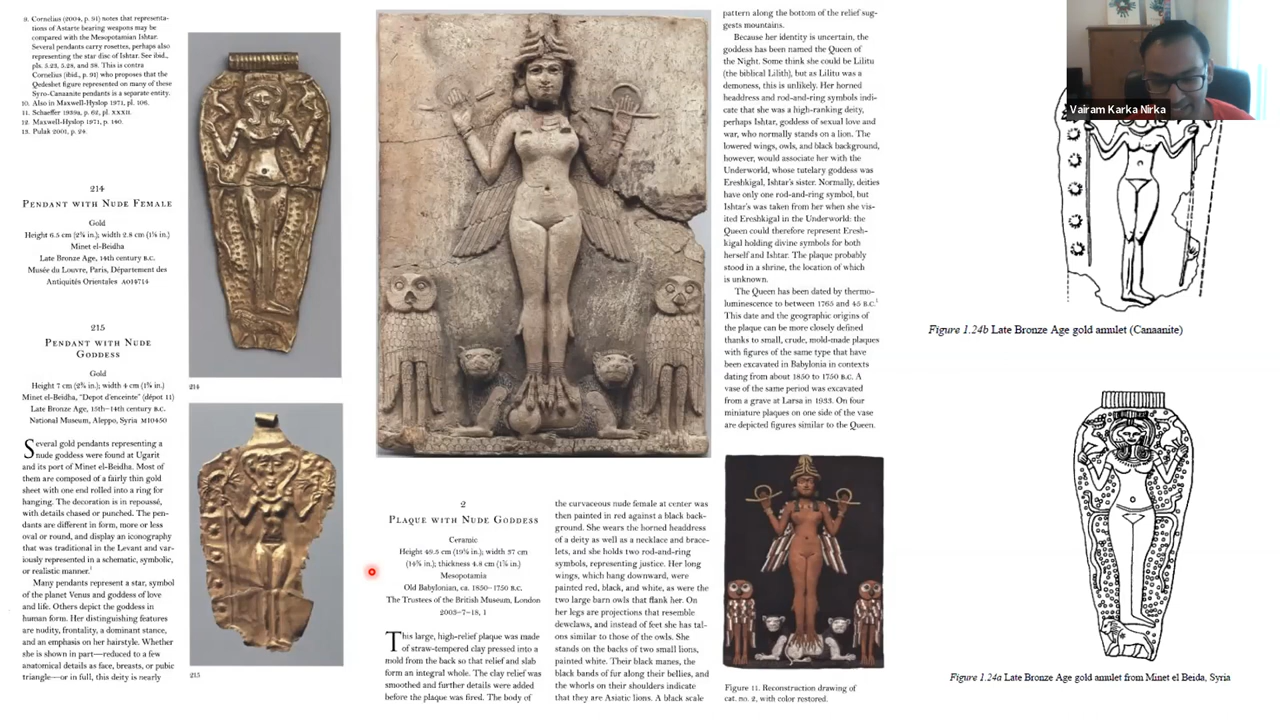 9. Cornelius (2004, p. 91) notes that representa-
tions of Astarte bearing weapons may be
compared with the Mesopotamian Ishtar.
Several pendants carry rosettes, perhaps also
representing the star disc of Ishtar. See ibid.,
pls. 5.23, 5.28, and 38. This is contra
Cornelius (ibid., p. 91) who proposes that the
Qedeshet figure represented on many of these
Syro-Canaanite pendants is a separate entity.
10. Also in Maxwell-Hyslop 1971, pl. 106.
11. Schaeffer 1939a, p. 62, pl. XXXII.
12. Maxwell-Hyslop 1971, p. 140.
13. Pulak 2001, p. 24.
214
PENDANT WITH NUDE FEMALE
Gold
Height 6.5 cm (2⅝ in.); width 2.8 cm (1⅛ in.)
Minet el-Beidha
Late Bronze Age, 14th century B.C.
Musée du Louvre, Paris, Département des
Antiquités Orientales AO14714
215
PENDANT WITH NUDE
GODDESS
Gold
Height 7 cm (2¾ in.); width 4 cm (1⅝ in.)
Minet el-Beidha, "Depot d'enceinte" (dépot 11)
Late Bronze Age, 15th–14th century B.C.
National Museum, Aleppo, Syria M10450
Several gold pendants representing a
nude goddess were found at Ugarit
and its port of Minet el-Beidha. Most of
them are composed of a fairly thin gold
sheet with one end rolled into a ring for
hanging. The decoration is in repoussé,
with details chased or punched. The pen-
dants are different in form, more or less
oval or round, and display an iconography
that was traditional in the Levant and var-
iously represented in a schematic, symbolic,
or realistic manner.¹
Many pendants represent a star, symbol
of the planet Venus and goddess of love
and life. Others depict the goddess in
human form. Her distinguishing features
are nudity, frontality, a dominant stance,
and an emphasis on her hairstyle. Whether
she is shown in part—reduced to a few
anatomical details as face, breasts, or pubic
triangle—or in full, this deity is nearly
214
215
2
PLAQUE WITH NUDE GODDESS
Ceramic
Height 49.5 cm (19½ in.); width 37 cm
(14⅝ in.); thickness 4.8 cm (1⅞ in.)
Mesopotamia
Old Babylonian, ca. 1850–1750 B.C.
The Trustees of the British Museum, London
2003-7-18, 1
This large, high-relief plaque was made
of straw-tempered clay pressed into a
mold from the back so that relief and slab
form an integral whole. The clay relief was
smoothed and further details were added
before the plaque was fired. The body of
the curvaceous nude female at center was
then painted in red against a black back-
ground. She wears the horned headdress
of a deity as well as a necklace and brace-
lets, and she holds two rod-and-ring
symbols, representing justice. Her long
wings, which hang downward, were
painted red, black, and white, as were the
two large barn owls that flank her. On
her legs are projections that resemble
dewclaws, and instead of feet she has tal-
ons similar to those of the owls. She
stands on the backs of two small lions,
painted white. Their black manes, the
black bands of fur along their bellies, and
the whorls on their shoulders indicate
that they are Asiatic lions. A black scale
pattern along the bottom of the relief sug-
gests mountains.
Because her identity is uncertain, the
goddess has been named the Queen of
the Night. Some think she could be Lilitu
(the biblical Lilith), but as Lilitu was a
demoness, this is unlikely. Her horned
headdress and rod-and-ring symbols indi-
cate that she was a high-ranking deity,
perhaps Ishtar, goddess of sexual love and
war, who normally stands on a lion. The
lowered wings, owls, and black background,
however, would associate her with the
Underworld, whose tutelary goddess was
Ereshkigal, Ishtar's sister. Normally, deities
have only one rod-and-ring symbol, but
Ishtar's was taken from her when she vis-
ited Ereshkigal in the Underworld: the
Queen could therefore represent Eresh-
kigal holding divine symbols for both
herself and Ishtar. The plaque probably
stood in a shrine, the location of which
is unknown.
The Queen has been dated by thermo-
luminescence to between 1765 and 45 B.C.¹
This date and the geographic origins of
the plaque can be more closely defined
thanks to small, crude, mold-made plaques
with figures of the same type that have
been excavated in Babylonia in contexts
dating from about 1850 to 1750 B.C. A
vase of the same period was excavated
from a grave at Larsa in 1933. On four
miniature plaques on one side of the vase
are depicted figures similar to the Queen.
Figure 11. Reconstruction drawing of
cat. no. 2, with color restored.
Vairam Karka Nirka
Figure 1.24b Late Bronze Age gold amulet (Canaanite)
Figure 1.24a Late Bronze Age gold amulet from Minet el Beida, Syria